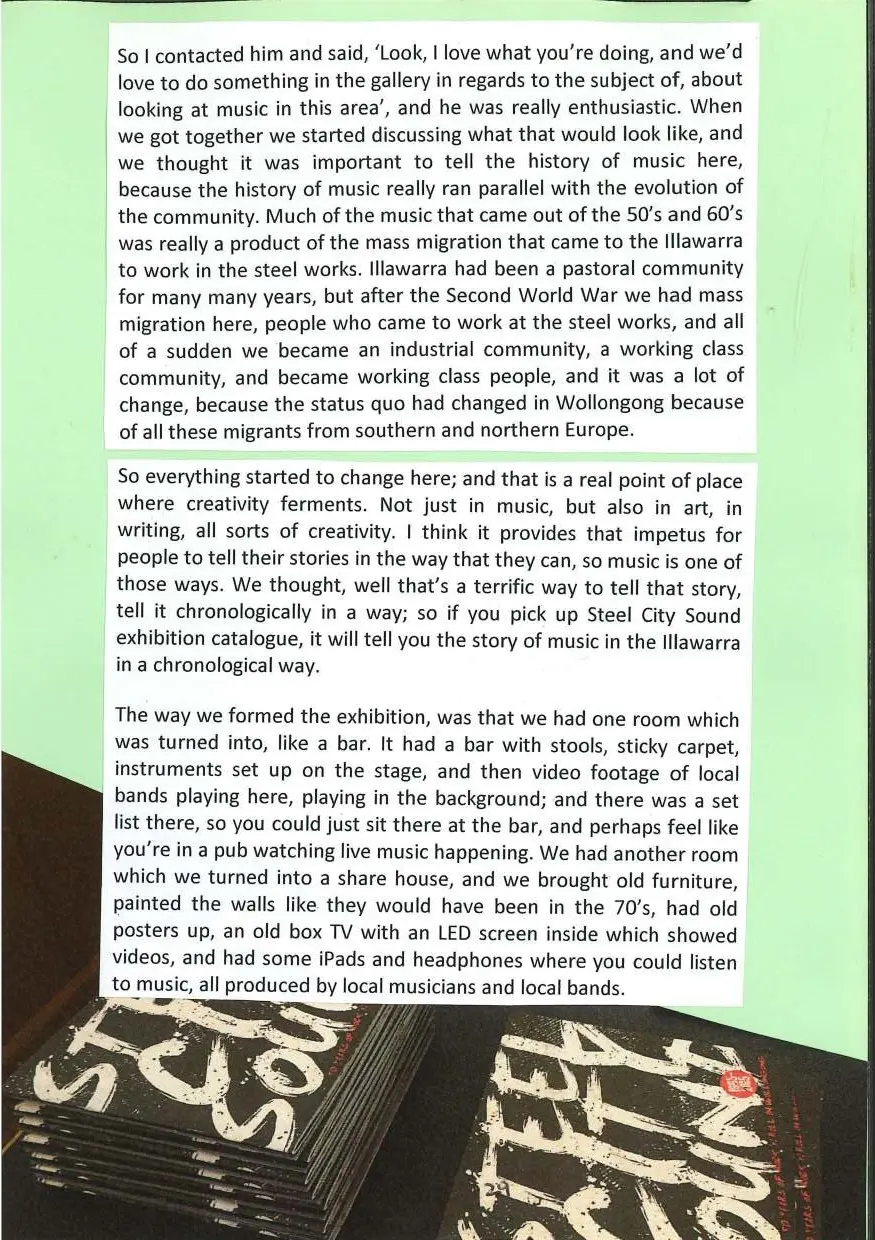 So I contacted him and said, ‘Look, I love what you’re doing, and we’d
love to do something in the gallery in regards to the subject of, about
looking at music in this area’, and he was really enthusiastic. When
we got together we started discussing what that would look like, and
we thought it was important to tell the history of music here,
because the history of music really ran parallel with the evolution of
the community. Much of the music that came out of the 50’s and 60’s
was really a product of the mass migration that came to the Illawarra
to work in the steel works. Illawarra had been a pastoral community
for many many years, but after the Second World War we had mass
migration here, people who came to work at the steel works, and all
of a sudden we became an industrial community, a working class
community, and became working class people, and it was a lot of
change, because the status quo had changed in Wollongong because
of all these migrants from southern and northern Europe.
So everything started to change here; and that is a real point of place
where creativity ferments. Not just in music, but also in art, in
writing, all sorts of creativity. I think it provides that impetus for
people to tell their stories in the way that they can, so music is one of
those ways. We thought, well that’s a terrific way to tell that story,
tell it chronologically in a way; so if you pick up Steel City Sound
exhibition catalogue, it will tell you the story of music in the Illawarra
in a chronological way.
The way we formed the exhibition, was that we had one room which
was turned into, like a bar. It had a bar with stools, sticky carpet,
instruments set up on the stage, and then video footage of local
bands playing here, playing in the background; and there was a set
list there, so you could just sit there at the bar, and perhaps feel like
you’re in a pub watching live music happening. We had another room
which we turned into a share house, and we brought old furniture,
painted the walls like they would have been in the 70’s, had old
posters up, an old box TV with an LED screen inside which showed
videos, and had some iPads and headphones where you could listen
to music, all produced by local musicians and local bands.
STE
CI
SOUN
STEEL
CITY
SOUND
29